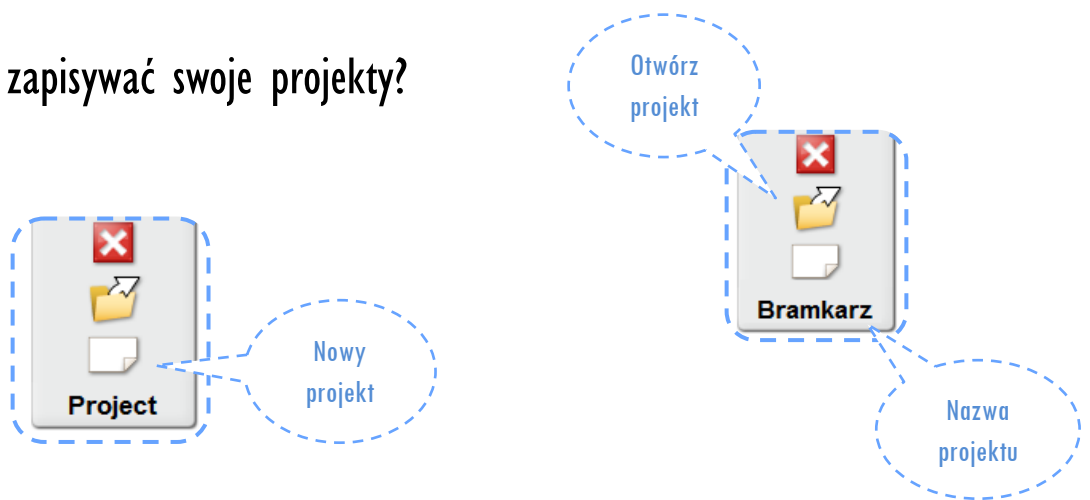 zapisywać swoje projekty?
Otwórz
projekt
Bramkarz
Nowy
projekt
Project
Nazwa
projektu